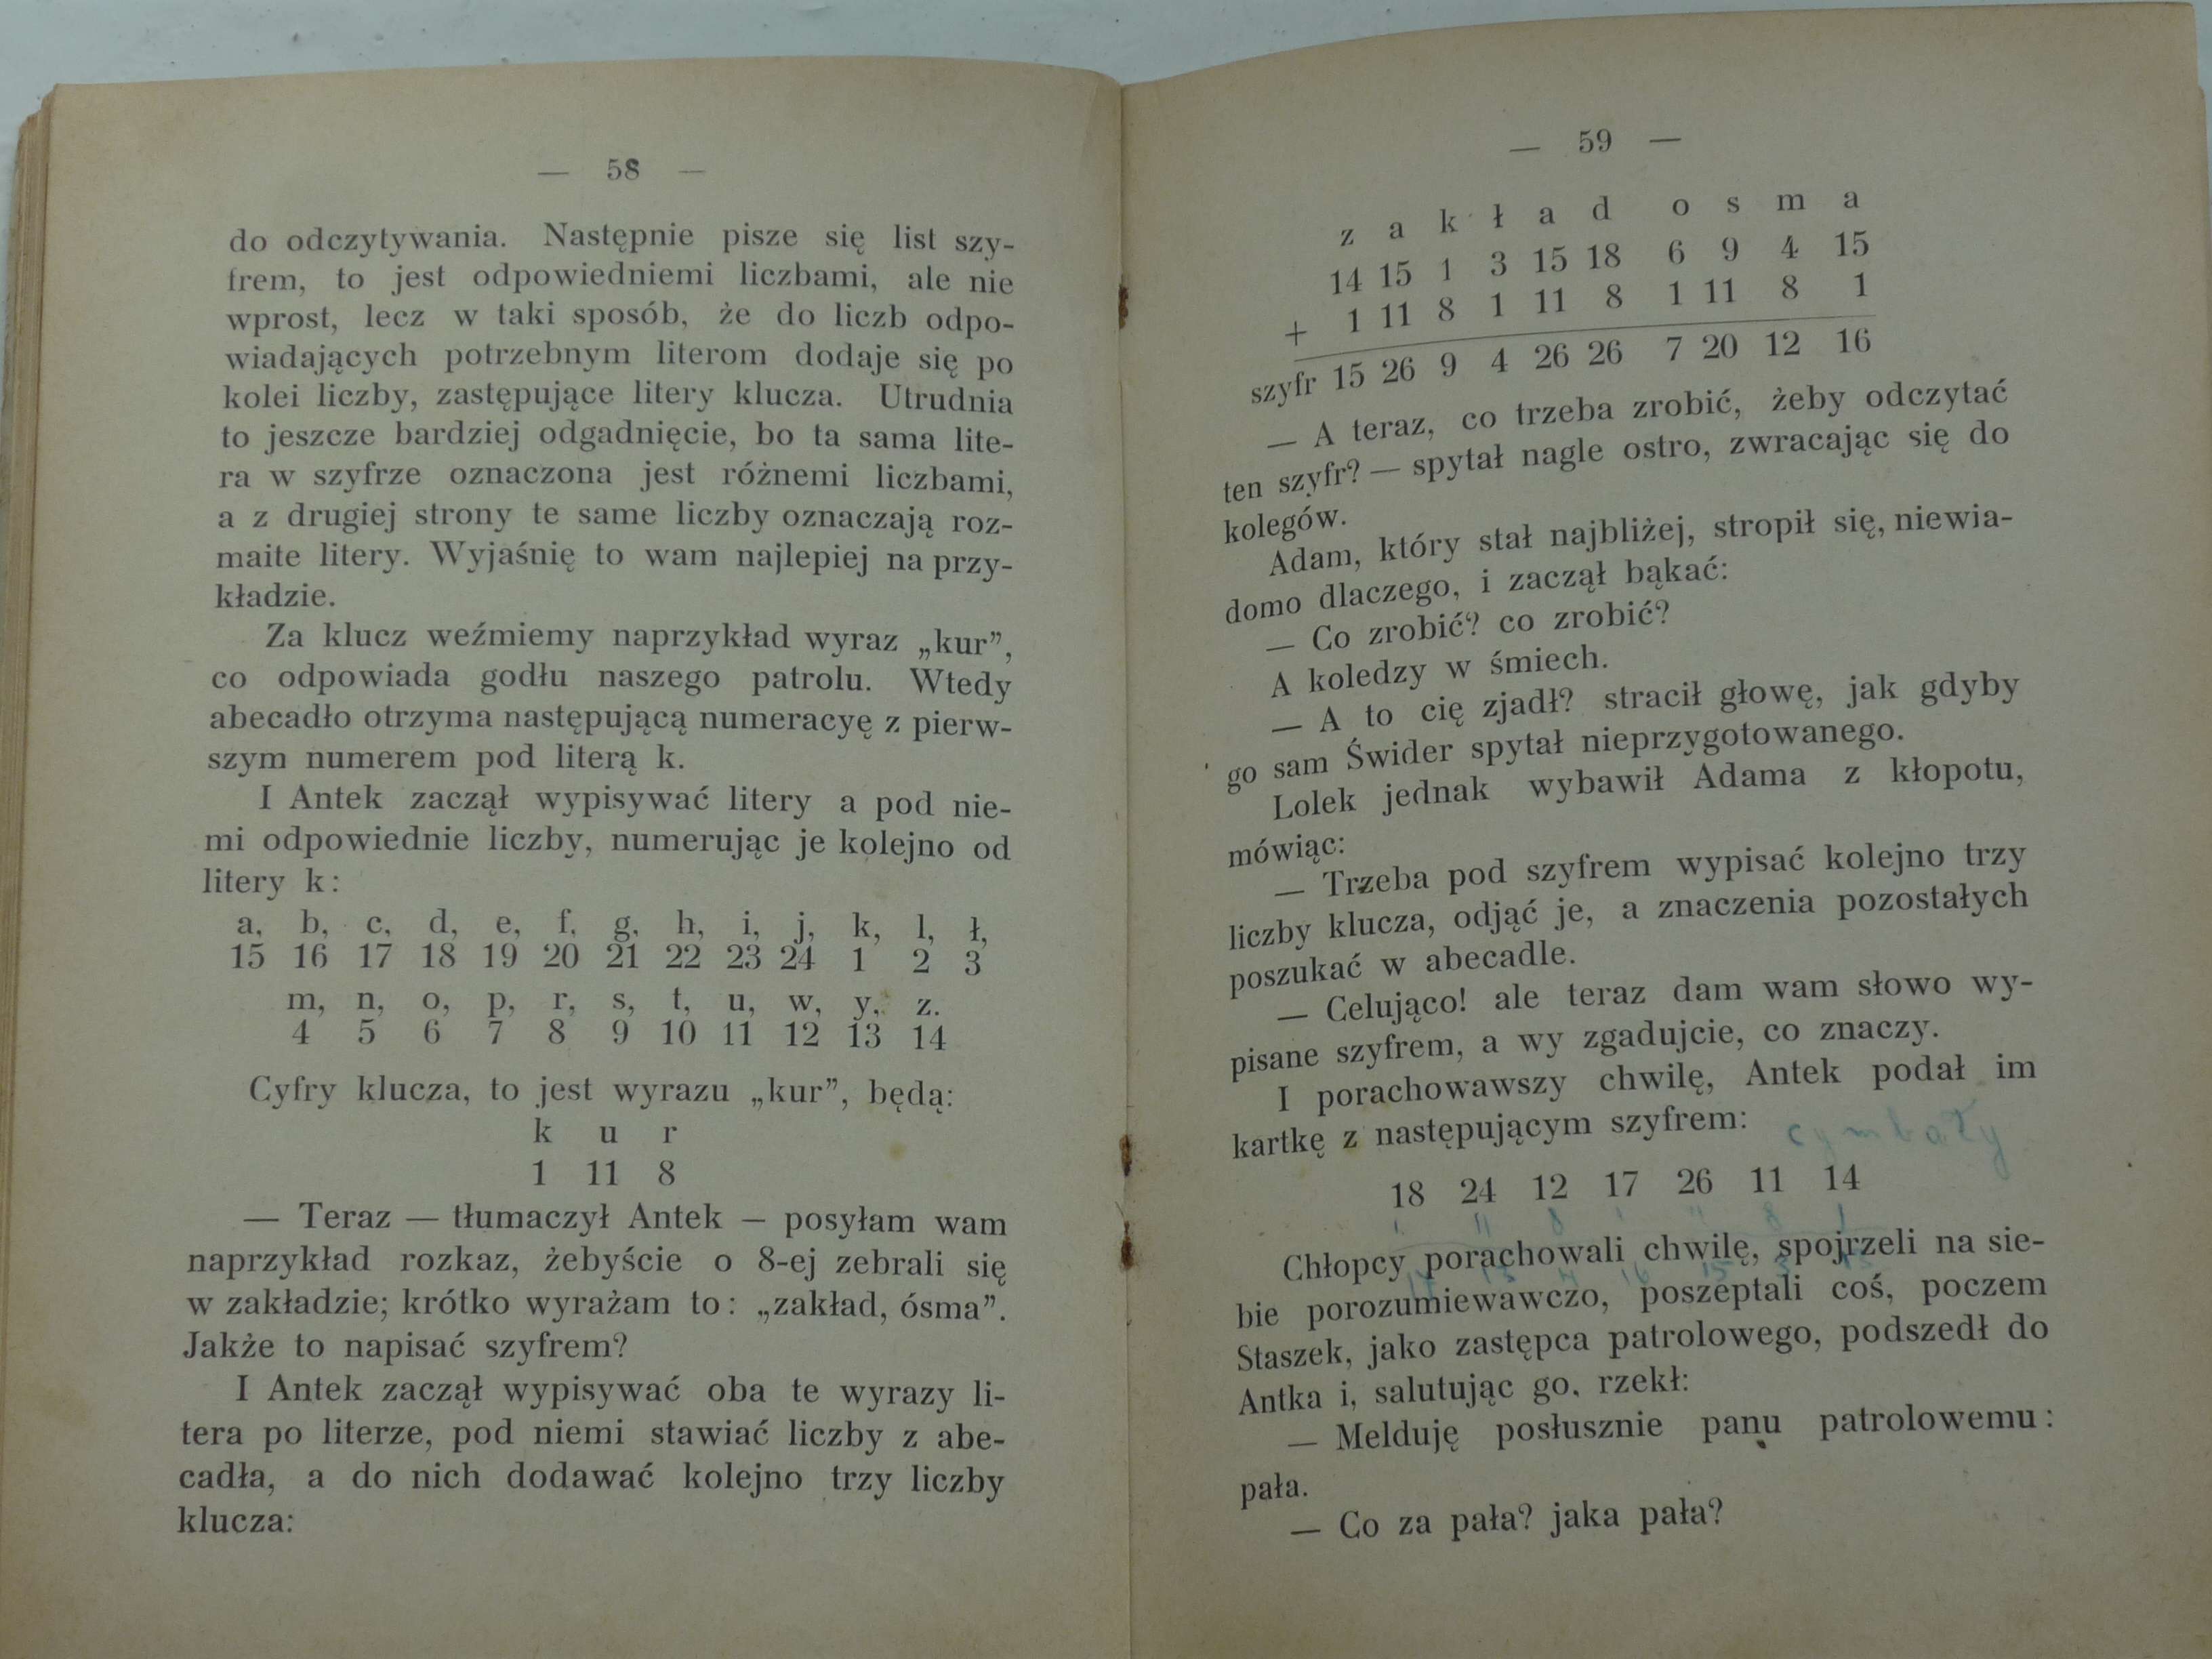 — 58 —
do odczytywania. Następnie pisze się list szy-
frem, to jest odpowiedniemi liczbami, ale nie
wprost, lecz w taki sposób, że do liczb odpo-
wiadających potrzebnym literom dodaje się po
kolei liczby, zastępujące litery klucza. Utrudnia
to jeszcze bardziej odgadnięcie, bo ta sama lite-
ra w szyfrze oznaczona jest różnemi liczbami,
a z drugiej strony te same liczby oznaczają roz-
maite litery. Wyjaśnię to wam najlepiej na przy-
kładzie.
Za klucz weźmiemy naprzykład wyraz „kur”,
co odpowiada godłu naszego patrolu. Wtedy
abecadło otrzyma następującą numeracyę z pierw-
szym numerem pod literą k.
I Antek zaczął wypisywać litery a pod nie-
mi odpowiednie liczby, numerując je kolejno od
litery k:
a, b, c, d, e, f, g, h, i, j, k, l, ł,
15 16 17 18 19 20 21 22 23 24 1 2 3
m, n, o, p, r, s, t, u, w, y, z.
4 5 6 7 8 9 10 11 12 13 14
Cyfry klucza, to jest wyrazu „kur”, będą:
k u r
1 11 8
— Teraz — tłumaczył Antek — posyłam wam
naprzykład rozkaz, żebyście o 8-ej zebrali się
w zakładzie; krótko wyrażam to: „zakład, ósma”.
Jakże to napisać szyfrem?
I Antek zaczął wypisywać oba te wyrazy li-
tera po literze, pod niemi stawiać liczby z abe-
cadła, a do nich dodawać kolejno trzy liczby
klucza:
— 59 —
z a k ł a d o s m a
14 15 1 3 15 18 6 9 4 15
+ 1 11 8 1 11 8 1 11 8 1
szyfr 15 26 9 4 26 26 7 20 12 16
— A teraz, co trzeba zrobić, żeby odczytać
ten szyfr? — spytał nagle ostro, zwracając się do
kolegów.
Adam, który stał najbliżej, stropił się, niewia-
domo dlaczego, i zaczął bąkać:
— Co zrobić? co zrobić?
A koledzy w śmiech.
— A to cię zjadł? stracił głowę, jak gdyby
go sam Świder spytał nieprzygotowanego.
Lolek jednak wybawił Adama z kłopotu,
mówiąc:
— Trzeba pod szyfrem wypisać kolejno trzy
liczby klucza, odjąć je, a znaczenia pozostałych
poszukać w abecadle.
— Celująco! ale teraz dam wam słowo wy-
pisane szyfrem, a wy zgadujcie, co znaczy.
I porachowawszy chwilę, Antek podał im
kartkę z następującym szyfrem: cymbały
18 24 12 17 26 11 14
1 11 8 1 11 8 1
Chłopcy porachowali chwilę, spojrzeli na sie-
bie porozumiewawczo, poszeptali coś, poczem
Staszek, jako zastępca patrolowego, podszedł do
Antka i, salutując go, rzekł:
— Melduję posłusznie panu patrolowemu:
pała.
— Co za pała? jaka pała?